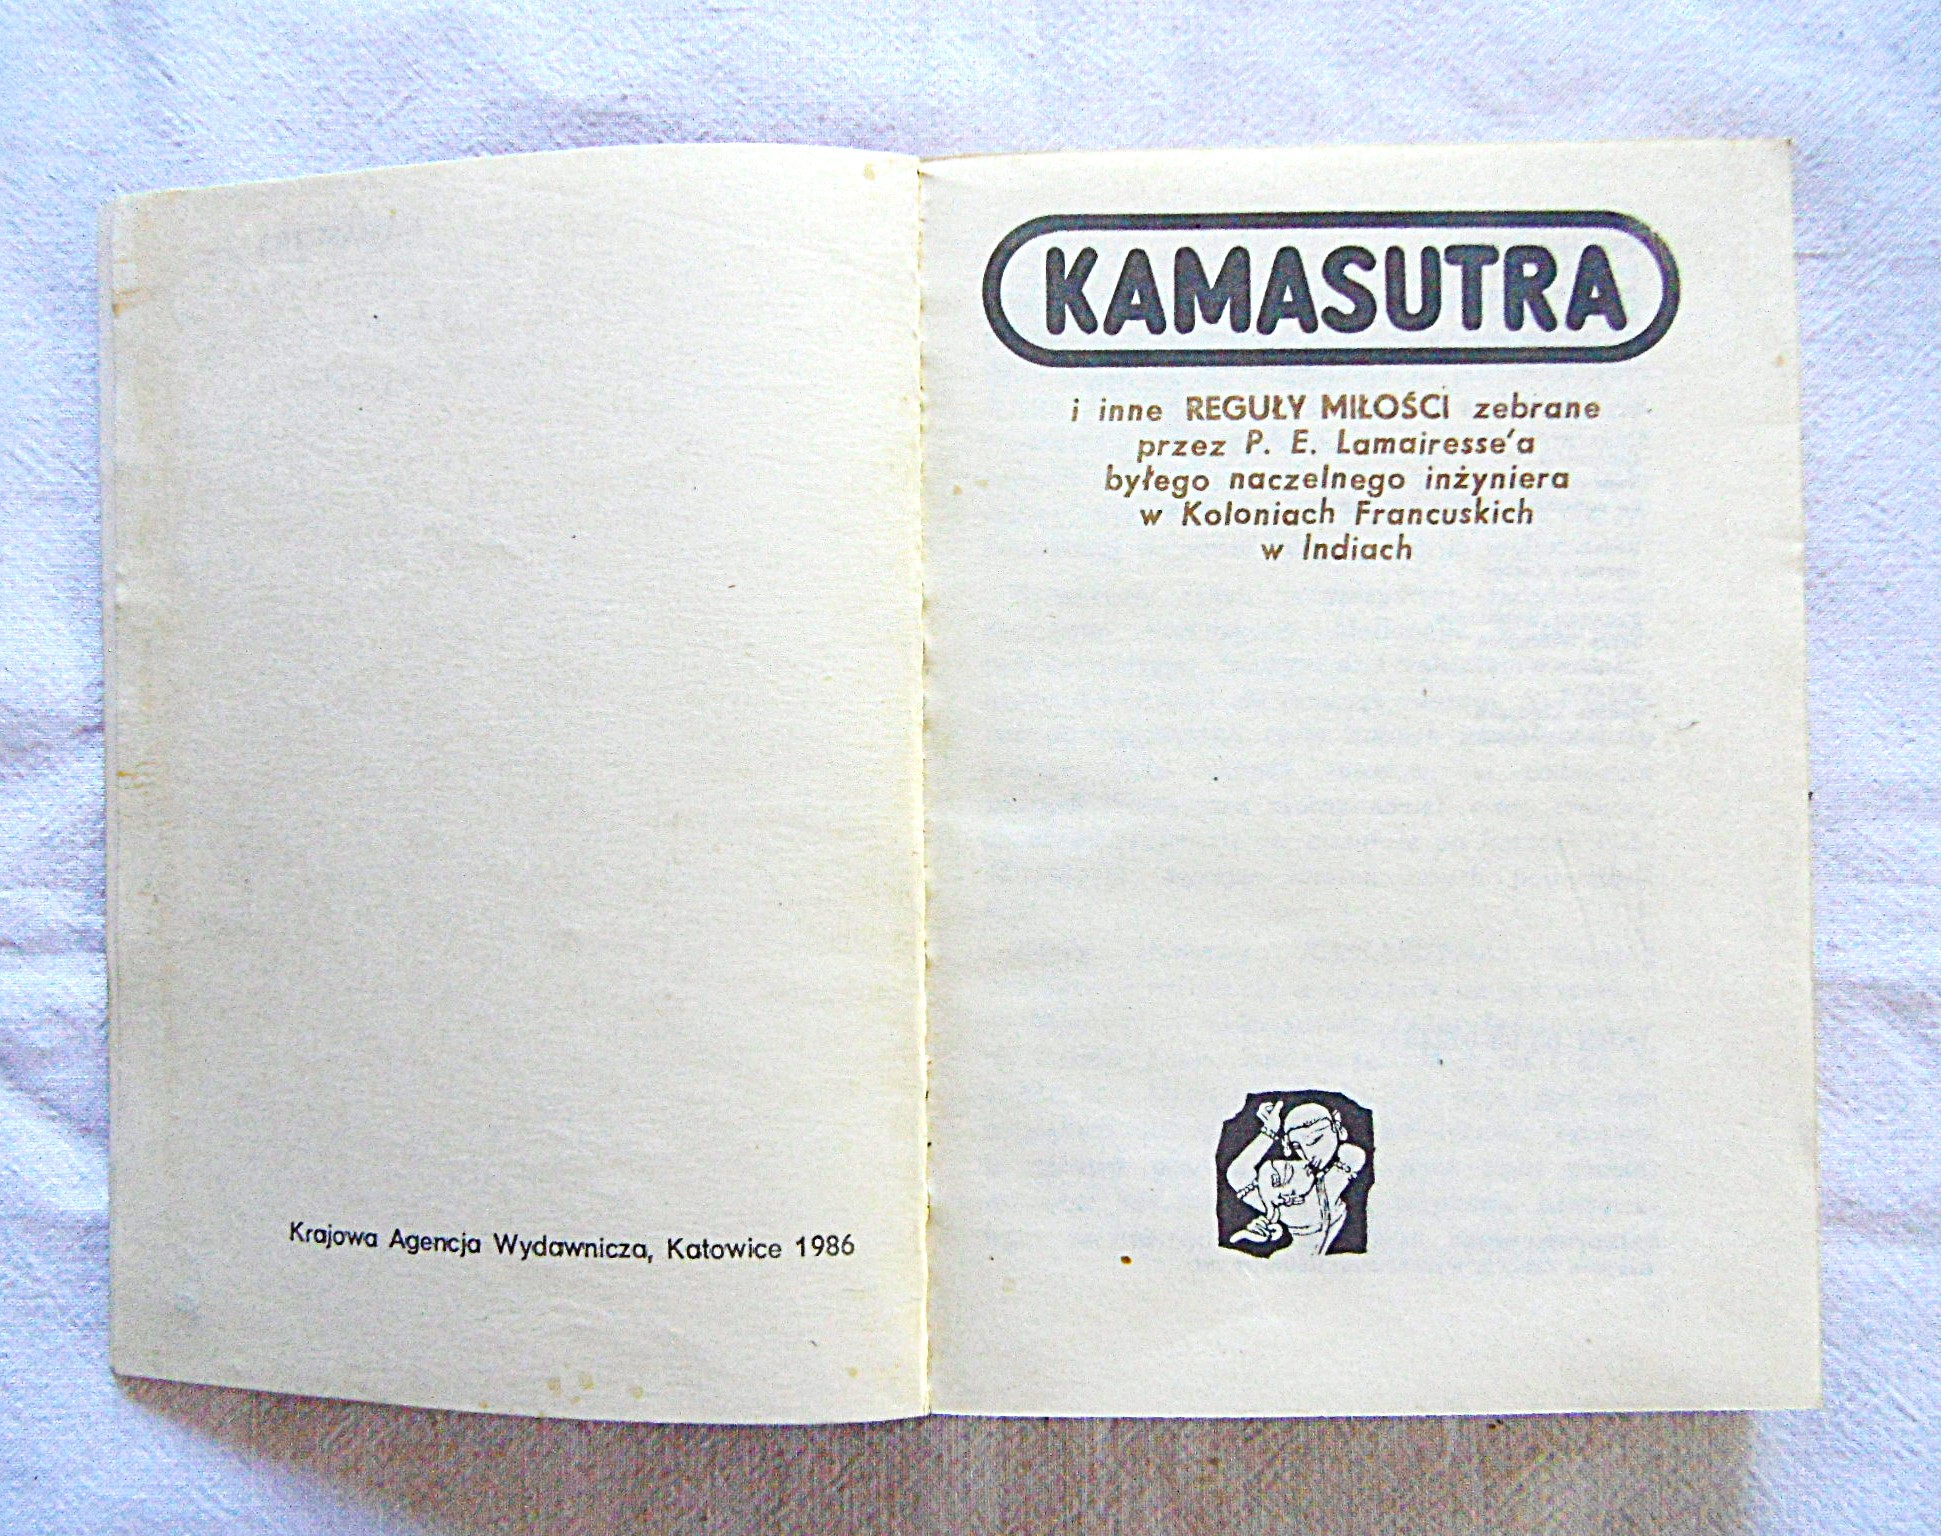 Krajowa Agencja Wydawnicza, Katowice 1986
KAMASUTRA
i inne REGUŁY MIŁOŚCI zebrane
przez P. E. Lamairesse'a
byłego naczelnego inżyniera
w Koloniach Francuskich
w Indiach